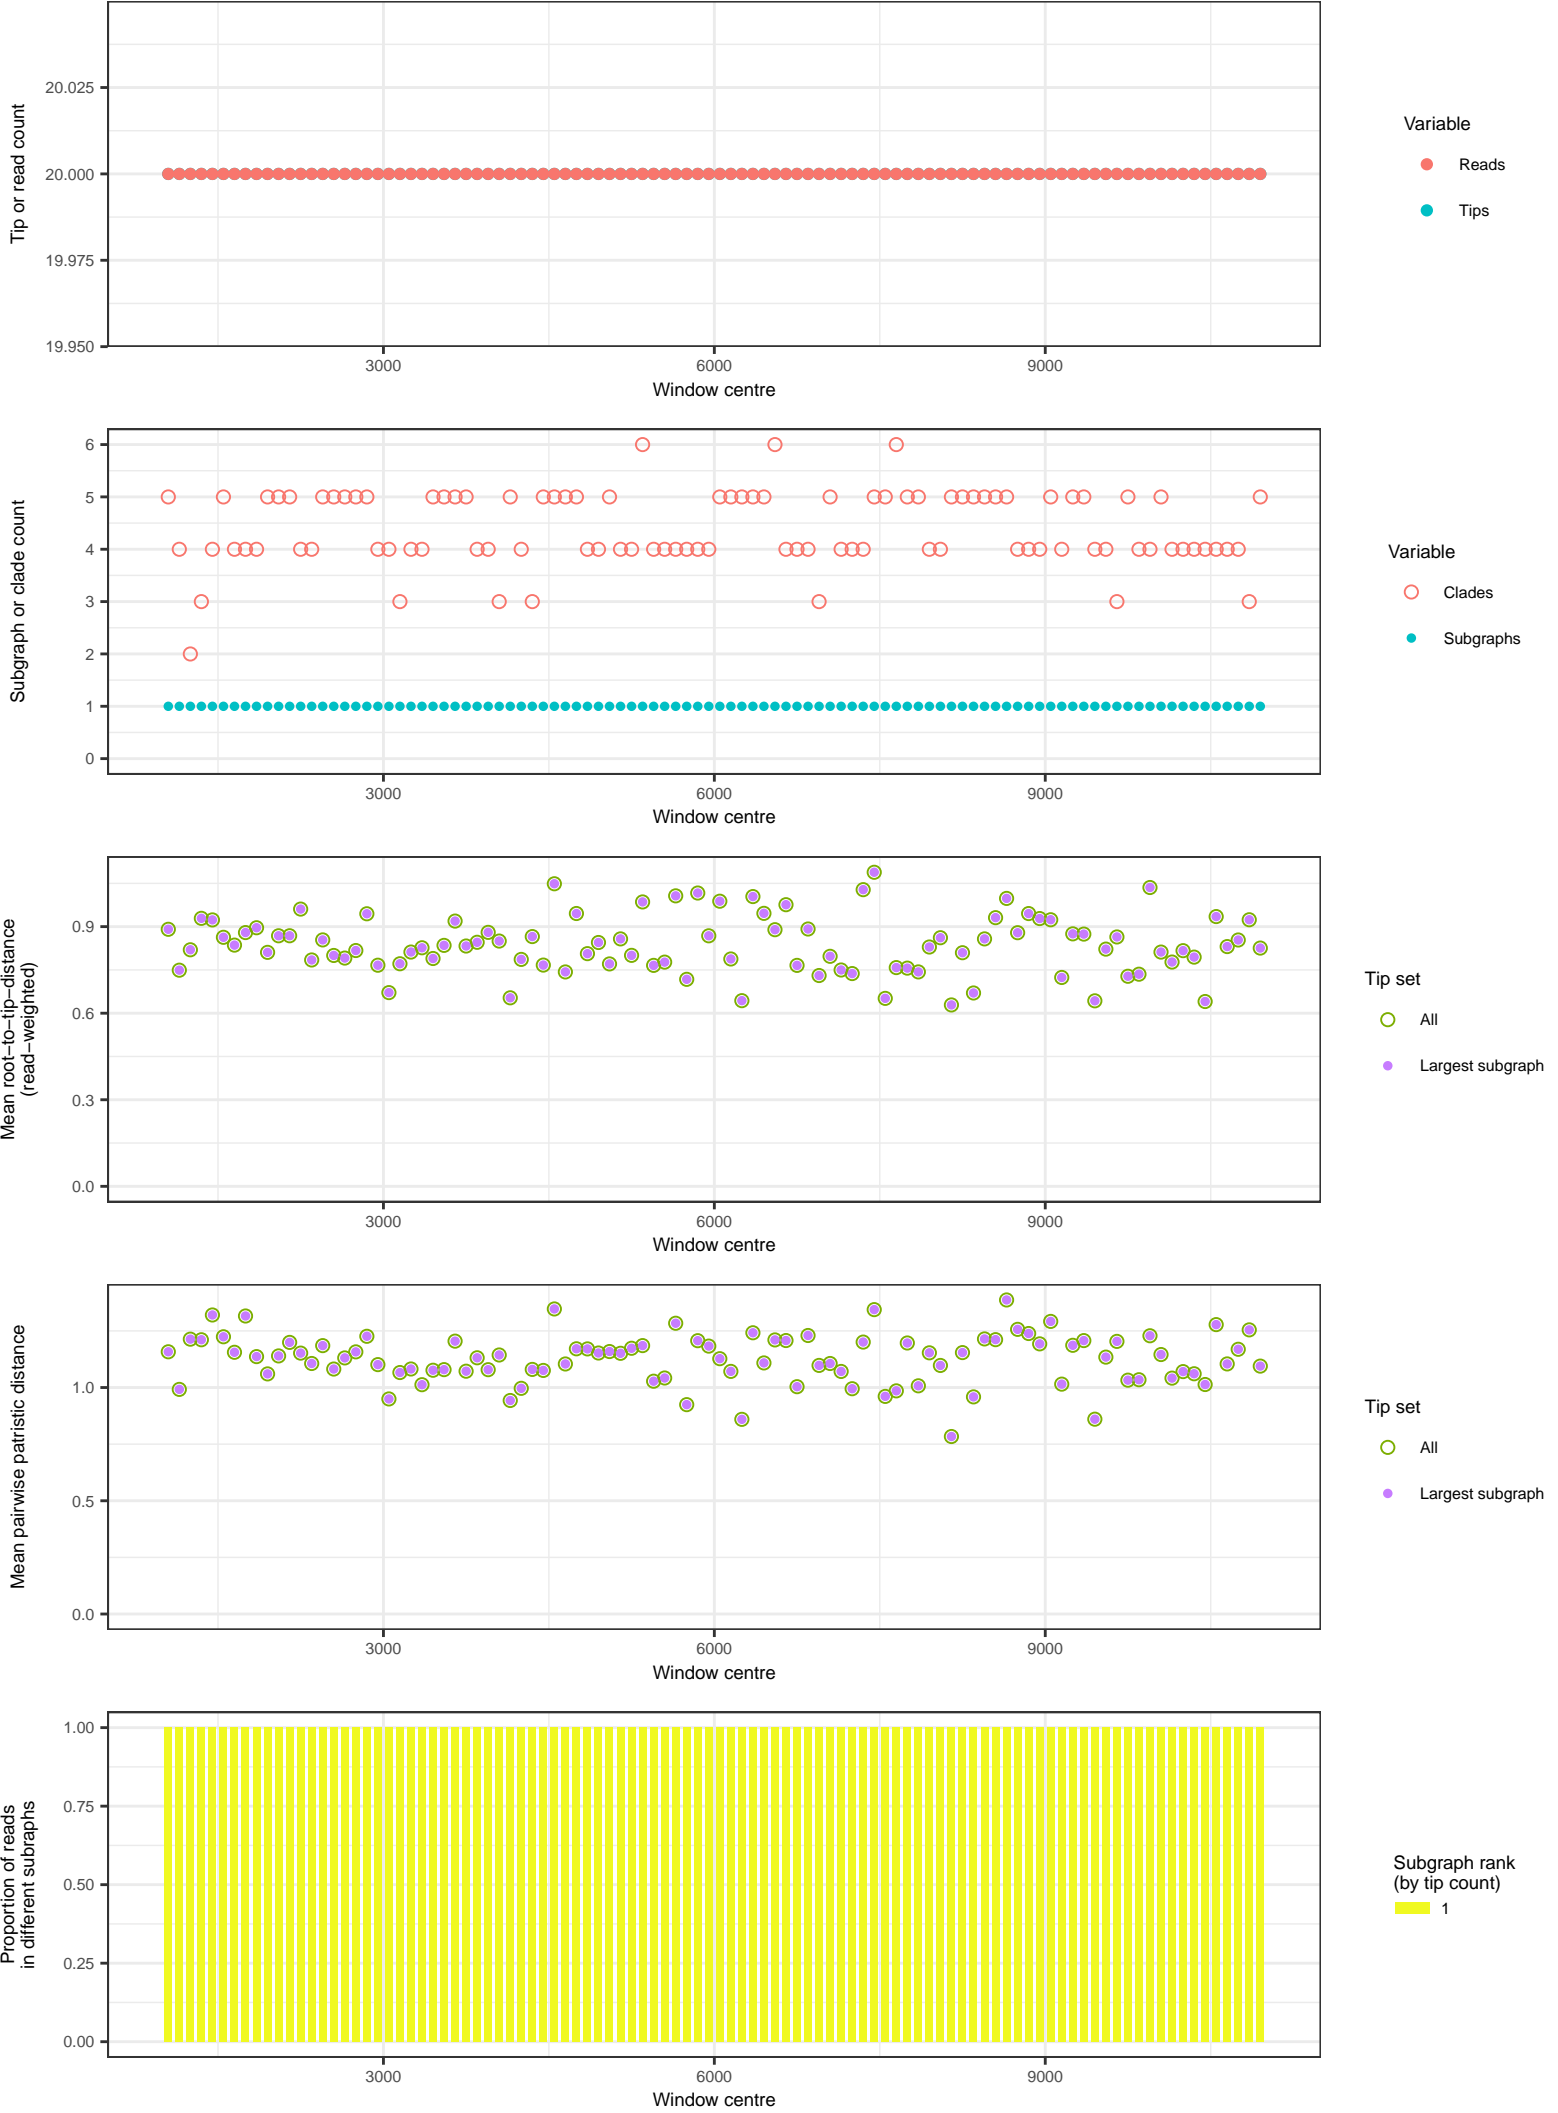 Tip or read count
20.025
20.000
19.975
19.950
3000 6000 9000
Window centre
Variable
Reads
Tips
Subgraph or clade count
6
5
4
3
2
1
0
3000 6000 9000
Window centre
Variable
Clades
Subgraphs
Mean root−to−tip−distance
(read−weighted)
0.9
0.6
0.3
0.0
3000 6000 9000
Window centre
Tip set
All
Largest subgraph
Mean pairwise patristic distance
1.0
0.5
0.0
3000 6000 9000
Window centre
Tip set
All
Largest subgraph
Proportion of reads
in different subraphs
1.00
0.75
0.50
0.25
0.00
3000 6000 9000
Window centre
Subgraph rank
(by tip count)
1